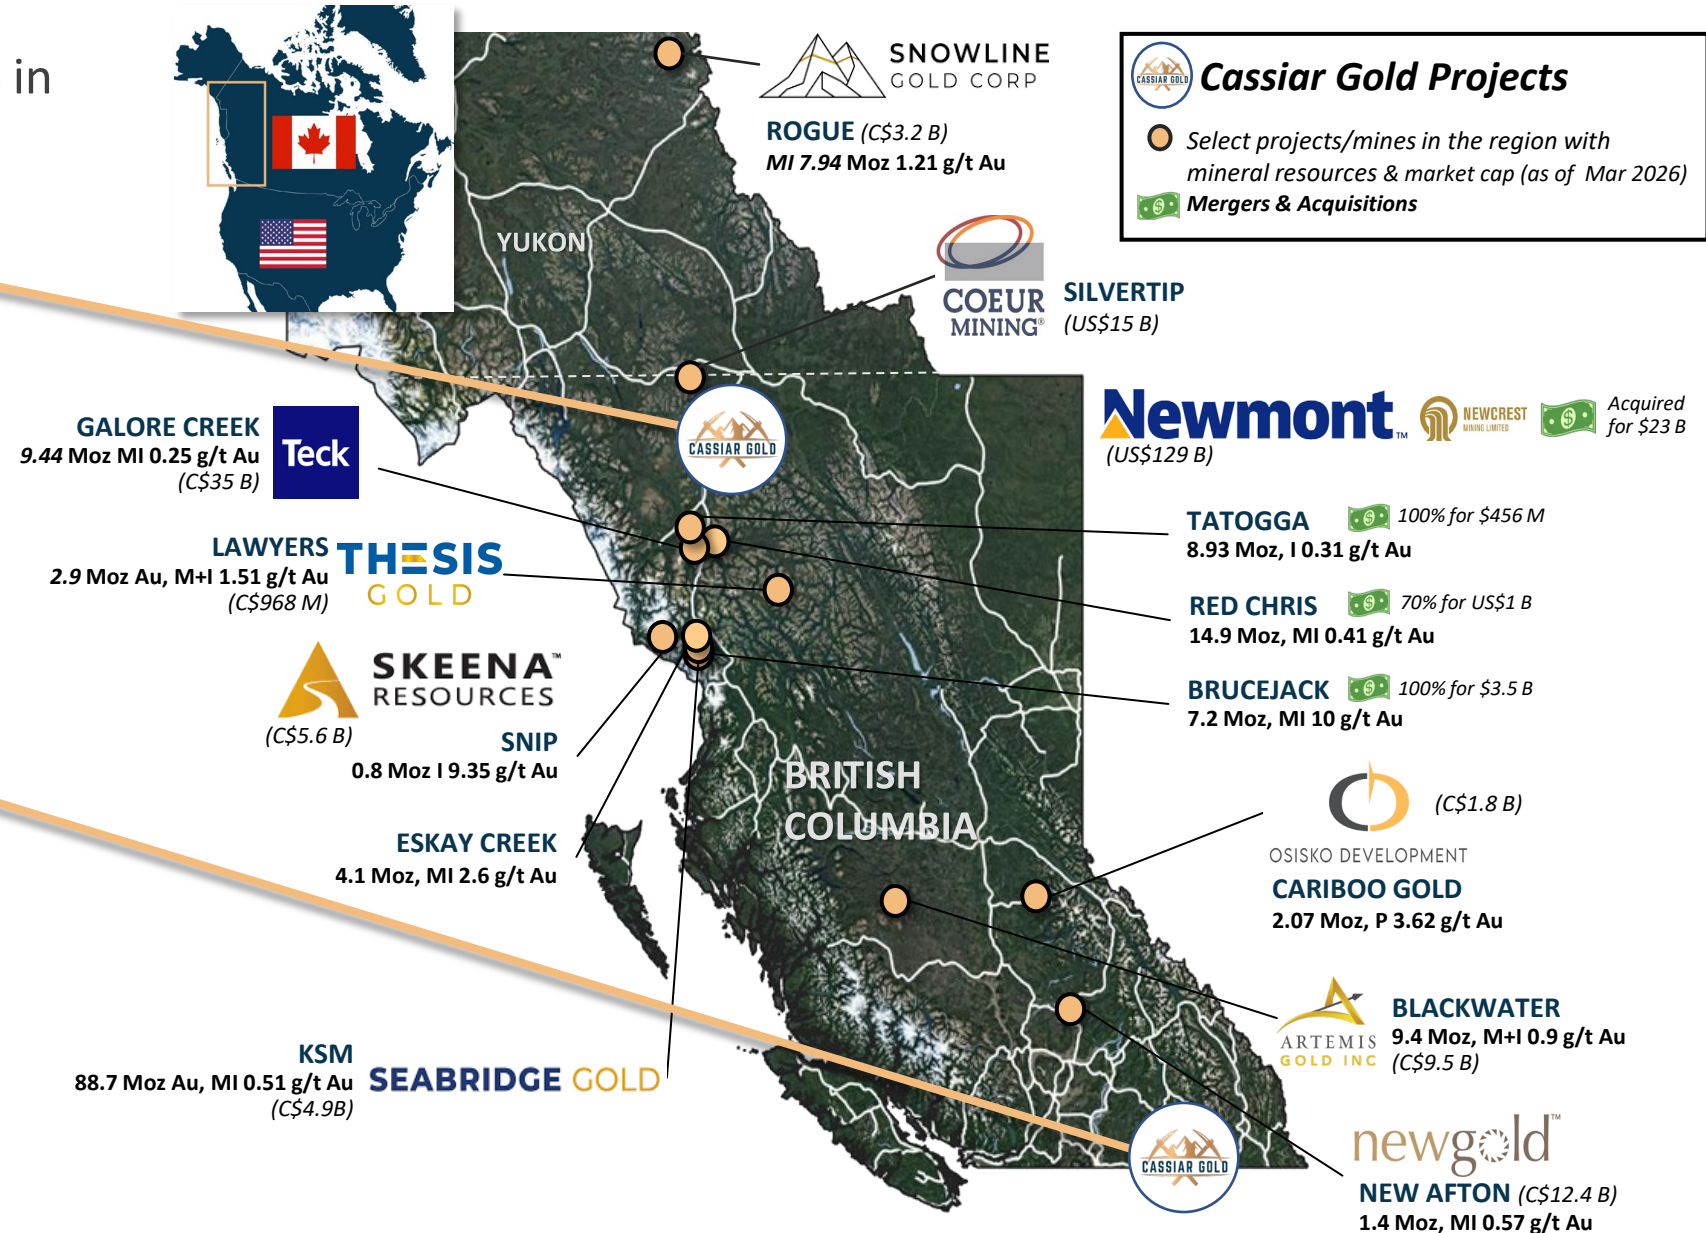 in
SNOWLINE
GOLD CORP
ROGUE (C$3.2 B)
MI 7.94 Moz 1.21 g/t Au
CASSIAR GOLD
Cassiar Gold Projects
Select projects/mines in the region with
mineral resources & market cap (as of Mar 2026)
Mergers & Acquisitions
YUKON
COEUR
MINING®
SILVERTIP
(US$15 B)
GALORE CREEK
9.44 Moz MI 0.25 g/t Au
(C$35 B)
Teck
CASSIAR GOLD
Newmont™
(US$129 B)
NEWCREST
MINING LIMITED
Acquired
for $23 B
LAWYERS
2.9 Moz Au, M+I 1.51 g/t Au
(C$968 M)
THESIS
GOLD
TATOGGA
100% for $456 M
8.93 Moz, I 0.31 g/t Au
RED CHRIS
70% for US$1 B
14.9 Moz, MI 0.41 g/t Au
BRUCEJACK
100% for $3.5 B
7.2 Moz, MI 10 g/t Au
SKEENA™
RESOURCES
(C$5.6 B)
SNIP
0.8 Moz I 9.35 g/t Au
ESKAY CREEK
4.1 Moz, MI 2.6 g/t Au
BRITISH
COLUMBIA
(C$1.8 B)
OSISKO DEVELOPMENT
CARIBOO GOLD
2.07 Moz, P 3.62 g/t Au
ARTEMIS
GOLD INC
BLACKWATER
9.4 Moz, M+I 0.9 g/t Au
(C$9.5 B)
KSM
88.7 Moz Au, MI 0.51 g/t Au
(C$4.9B)
SEABRIDGE GOLD
CASSIAR GOLD
newgold™
NEW AFTON (C$12.4 B)
1.4 Moz, MI 0.57 g/t Au